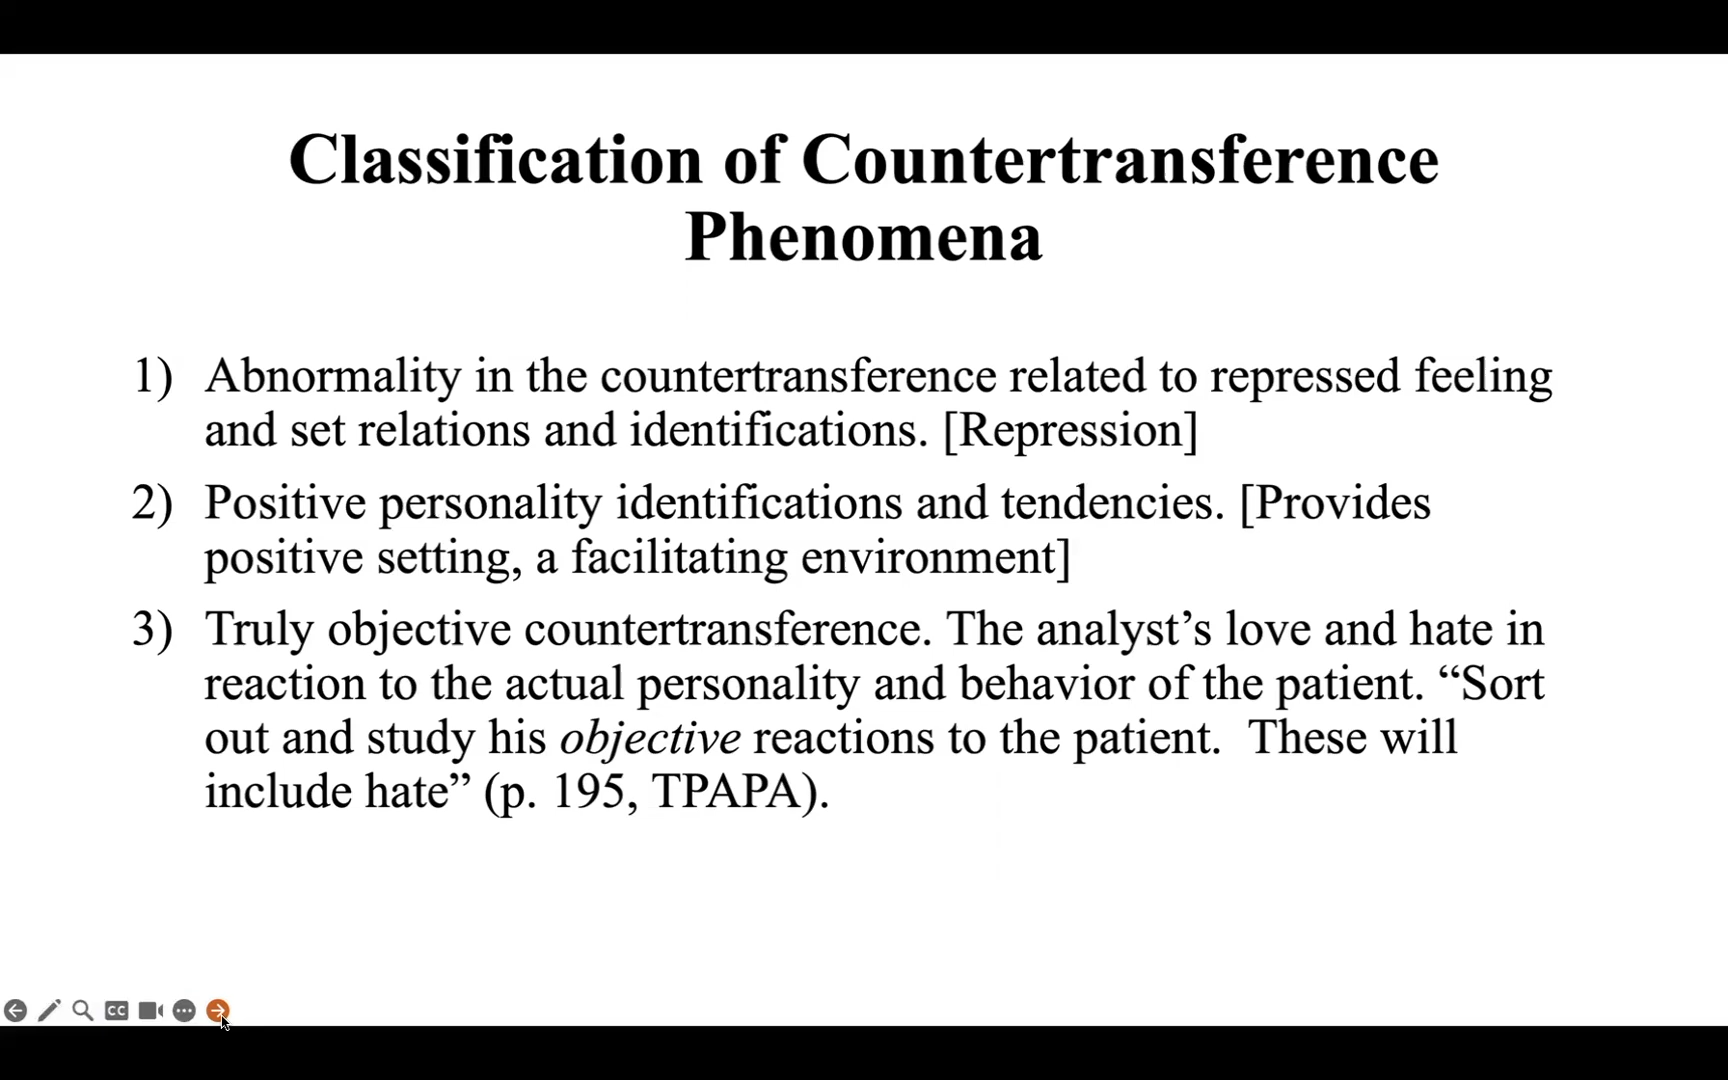 Classification of Countertransference
Phenomena
1) Abnormality in the countertransference related to repressed feeling
and set relations and identifications. [Repression]
2) Positive personality identifications and tendencies. [Provides
positive setting, a facilitating environment]
3) Truly objective countertransference. The analyst’s love and hate in
reaction to the actual personality and behavior of the patient. “Sort
out and study his objective reactions to the patient.  These will
include hate” (p. 195, TPAPA).
CC